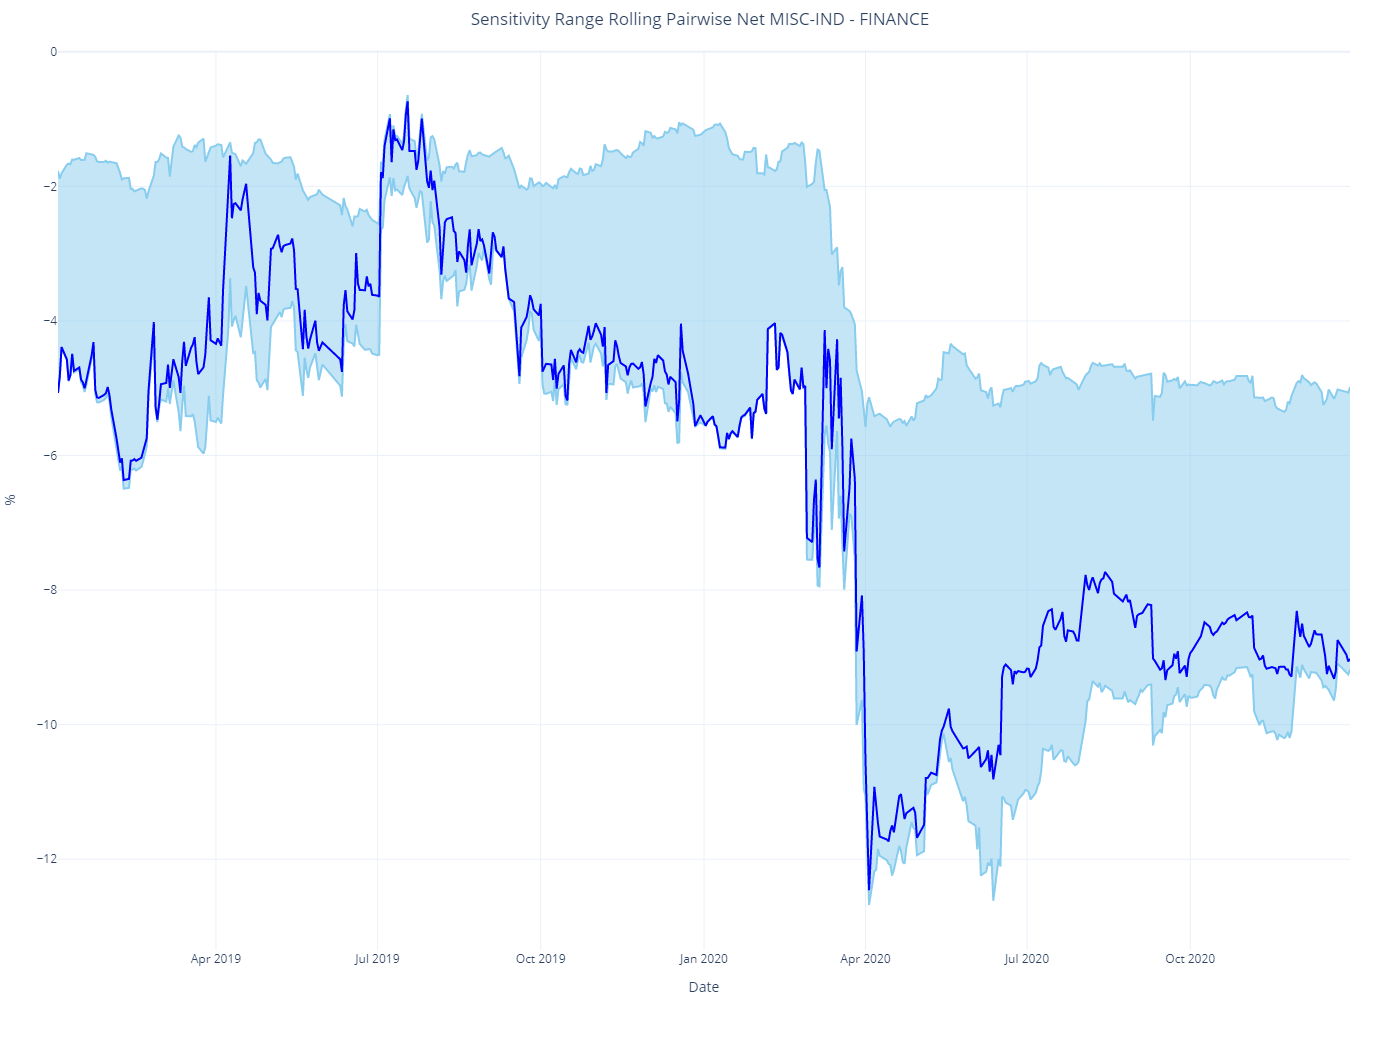 Sensitivity Range Rolling Pairwise Net MISC-IND - FINANCE
0
−2
−4
−6
−8
−10
−12
%
Apr 2019 Jul 2019 Oct 2019 Jan 2020 Apr 2020 Jul 2020 Oct 2020
Date